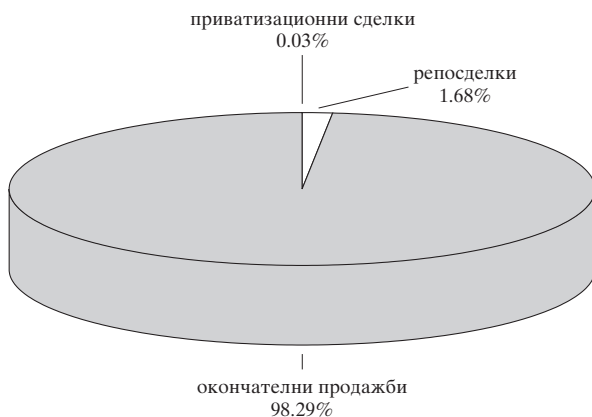 приватизационни сделки
0.03%
репосделки
1.68%
окончателни продажби
98.29%